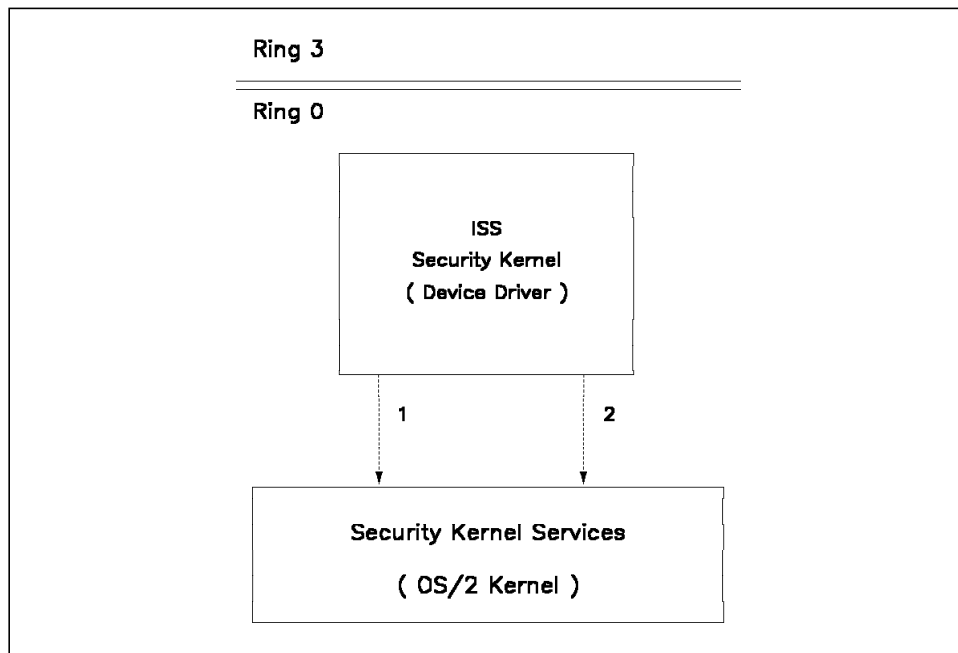 Ring 3
Ring 0
ISS
Security Kernel
( Device Driver )
1
2
Security Kernel Services
( OS/2 Kernel )